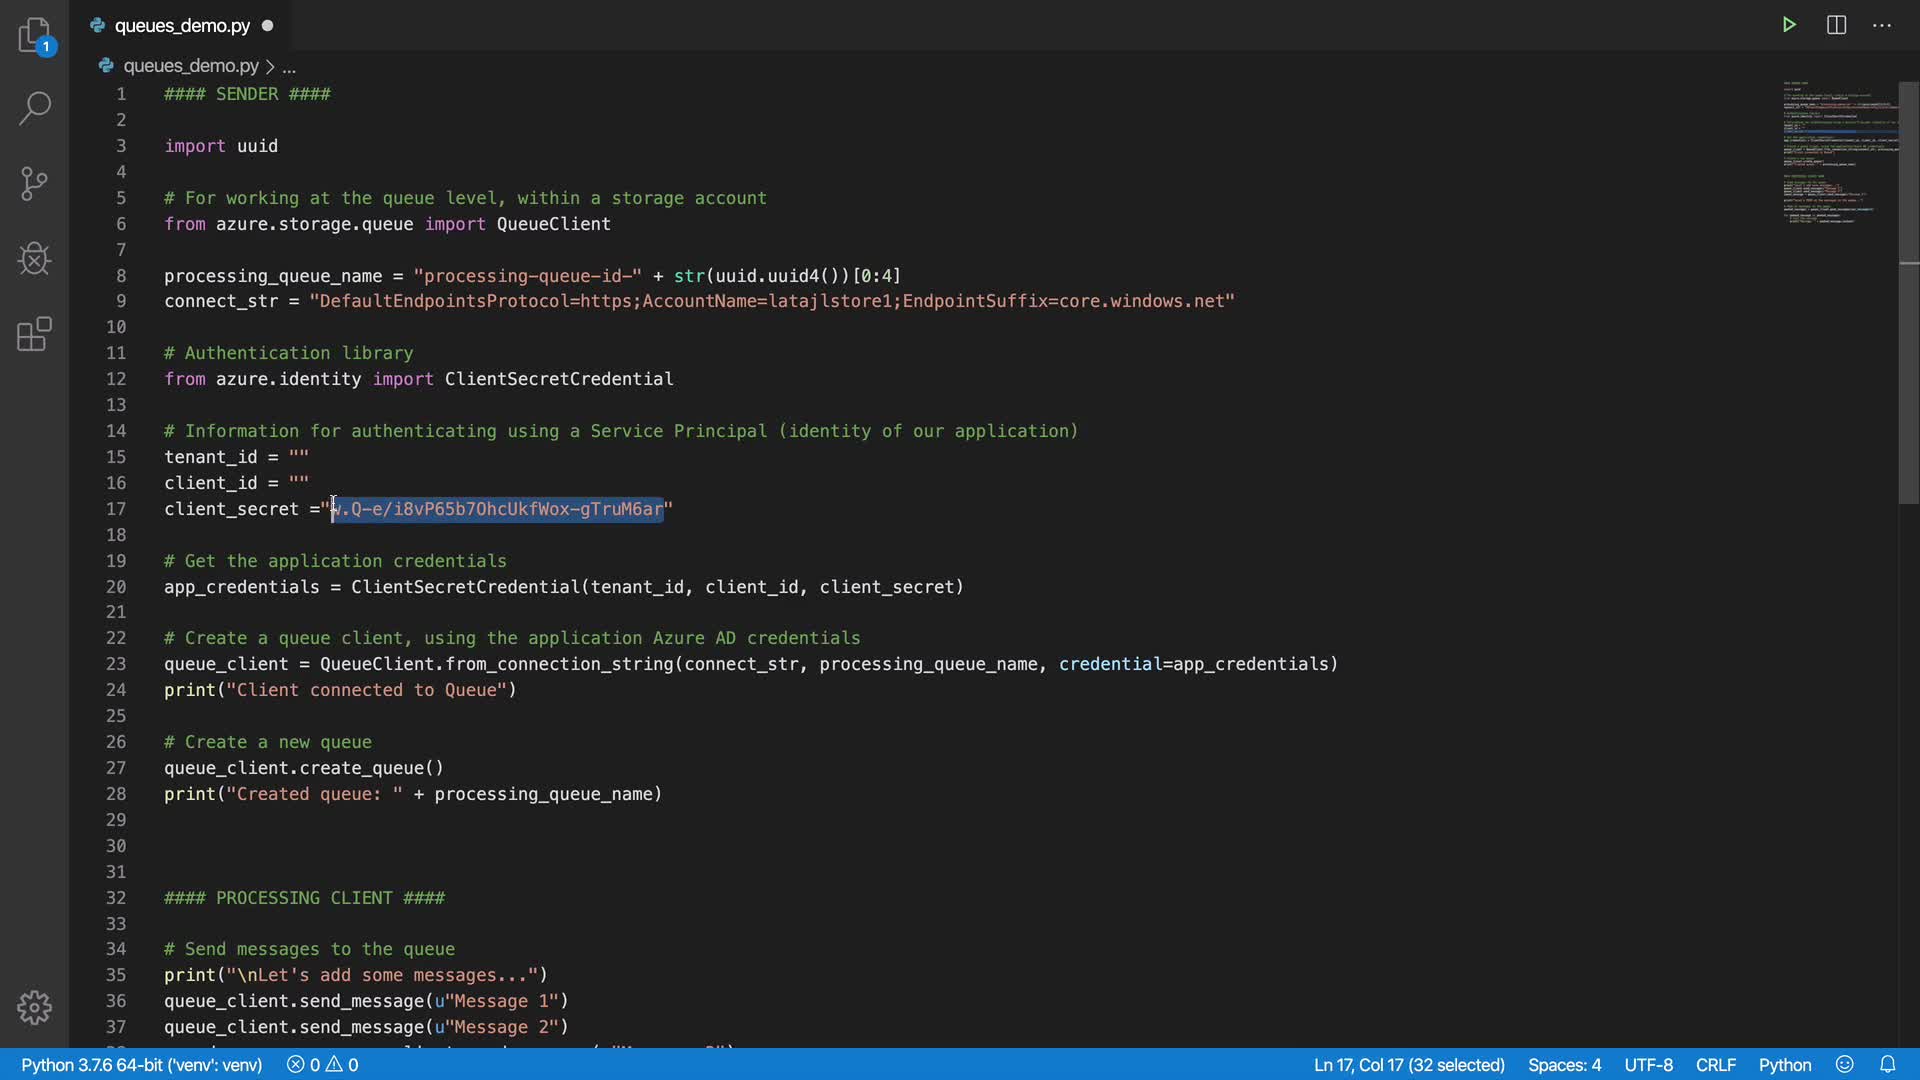 queues_demo.py
1
queues_demo.py > ...
1 #### SENDER ####
2
3 import uuid
4
5 # For working at the queue level, within a storage account
6 from azure.storage.queue import QueueClient
7
8 processing_queue_name = "processing-queue-id-" + str(uuid.uuid4())[0:4]
9 connect_str = "DefaultEndpointsProtocol=https;AccountName=latajlstore1;EndpointSuffix=core.windows.net"
10
11 # Authentication library
12 from azure.identity import ClientSecretCredential
13
14 # Information for authenticating using a Service Principal (identity of our application)
15 tenant_id = ""
16 client_id = ""
17 client_secret ="w.Q-e/i8vP65b7OhcUkfWox-gTruM6ar"
18
19 # Get the application credentials
20 app_credentials = ClientSecretCredential(tenant_id, client_id, client_secret)
21
22 # Create a queue client, using the application Azure AD credentials
23 queue_client = QueueClient.from_connection_string(connect_str, processing_queue_name, credential=app_credentials)
24 print("Client connected to Queue")
25
26 # Create a new queue
27 queue_client.create_queue()
28 print("Created queue: " + processing_queue_name)
29
30
31
32 #### PROCESSING CLIENT ####
33
34 # Send messages to the queue
35 print("\nLet's add some messages...")
36 queue_client.send_message(u"Message 1")
37 queue_client.send_message(u"Message 2")
Python 3.7.6 64-bit ('venv': venv) 0 0 Ln 17, Col 17 (32 selected) Spaces: 4 UTF-8 CRLF Python